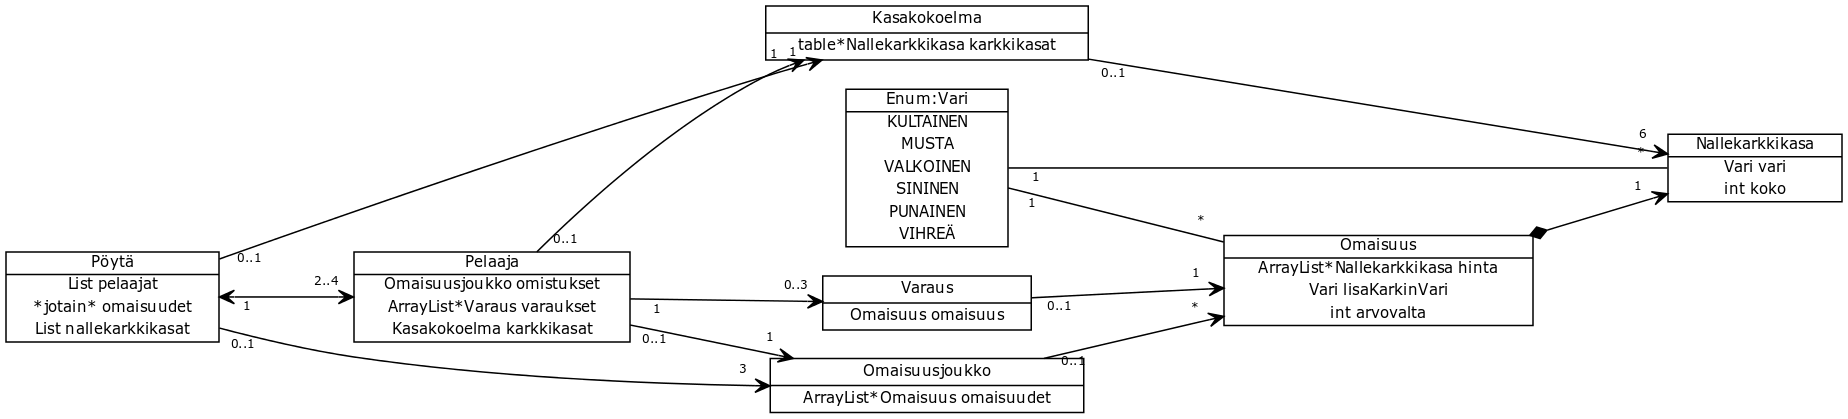 Kasakokoelma
table*Nallekarkkikasa karkkikasat
1
1
0..1
Enum:Vari
KULTAINEN
MUSTA
VALKOINEN
SININEN
PUNAINEN
VIHREÄ
1
1
6
*
Nallekarkkikasa
Vari vari
int koko
1
*
Pöytä
List pelaajat
*jotain* omaisuudet
List nallekarkkikasat
0..1
1
0..1
2..4
Pelaaja
Omaisuusjoukko omistukset
ArrayList*Varaus varaukset
Kasakokoelma karkkikasat
0..1
1
0..1
0..3
Varaus
Omaisuus omaisuus
0..1
1
*
Omaisuus
ArrayList*Nallekarkkikasa hinta
Vari lisaKarkinVari
int arvovalta
1
3
Omaisuusjoukko
ArrayList*Omaisuus omaisuudet
0..1